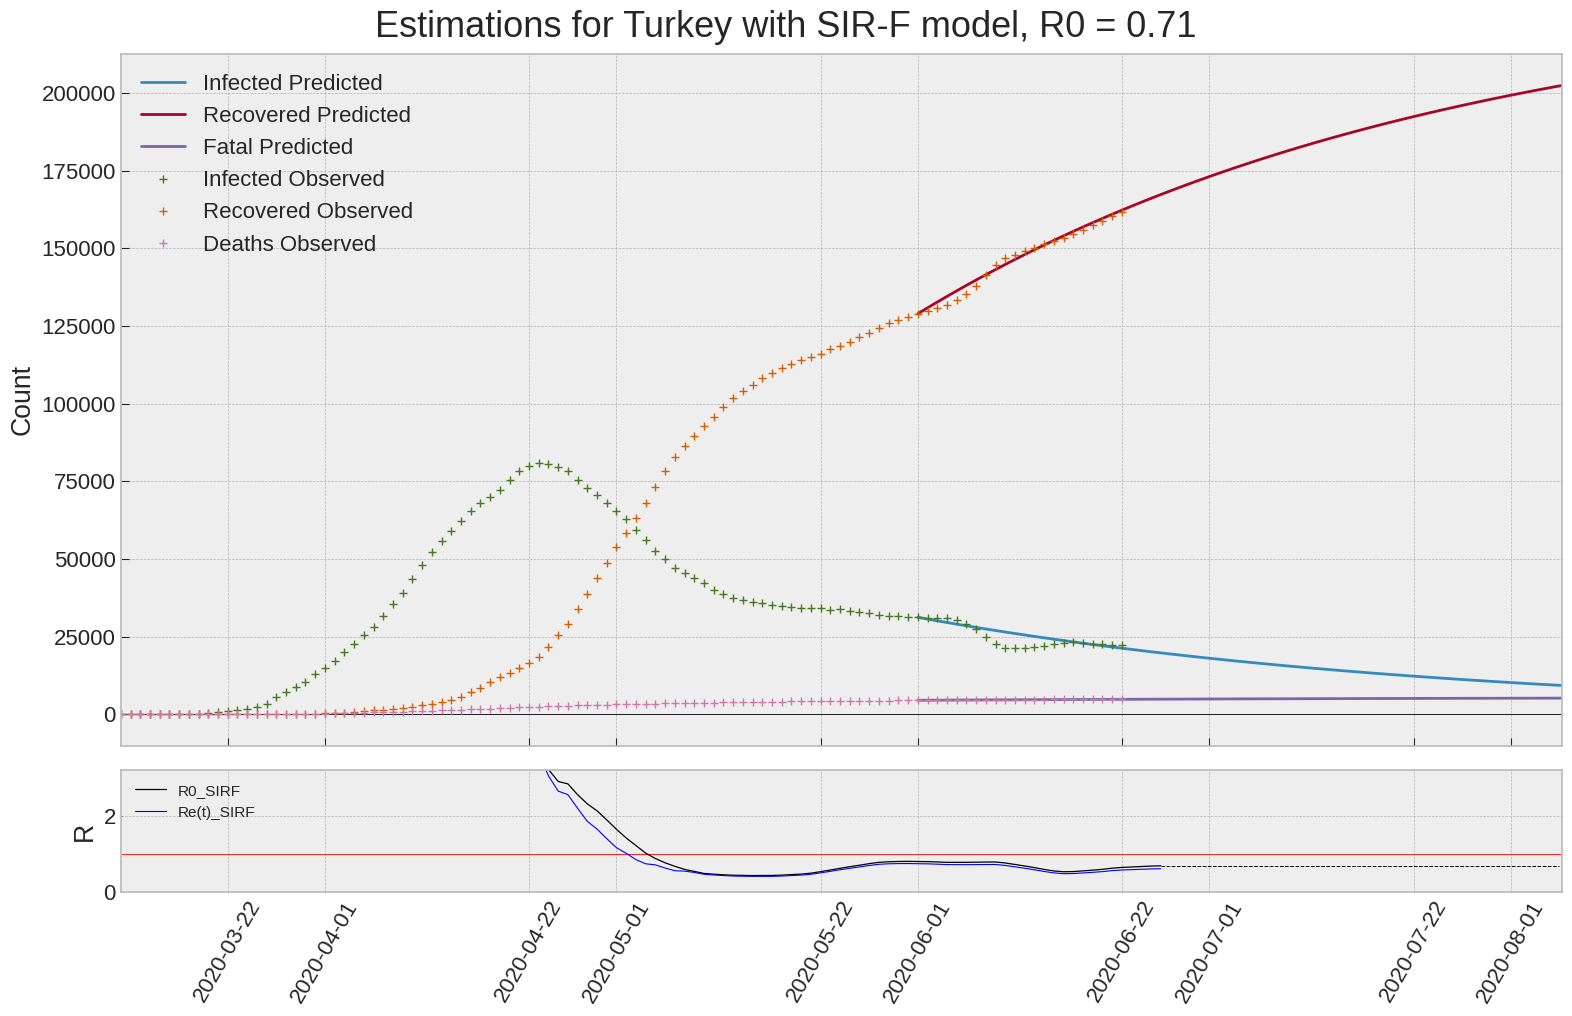 Estimations for Turkey with SIR-F model, R0 = 0.71
Infected Predicted
Recovered Predicted
Fatal Predicted
Infected Observed
Recovered Observed
Deaths Observed
Count
200000
175000
150000
125000
100000
75000
50000
25000
0
R0_SIRF
Re(t)_SIRF
R
2
0
2020-03-22
2020-04-01
2020-04-22
2020-05-01
2020-05-22
2020-06-01
2020-06-22
2020-07-01
2020-07-22
2020-08-01